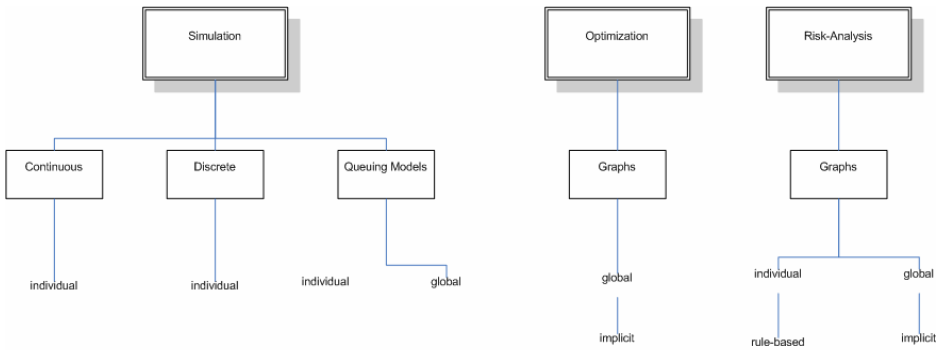 Simulation
Optimization
Risk-Analysis
Continuous
Discrete
Queuing Models
Graphs
Graphs
individual
individual
individual
global
global
individual
global
implicit
rule-based
implicit